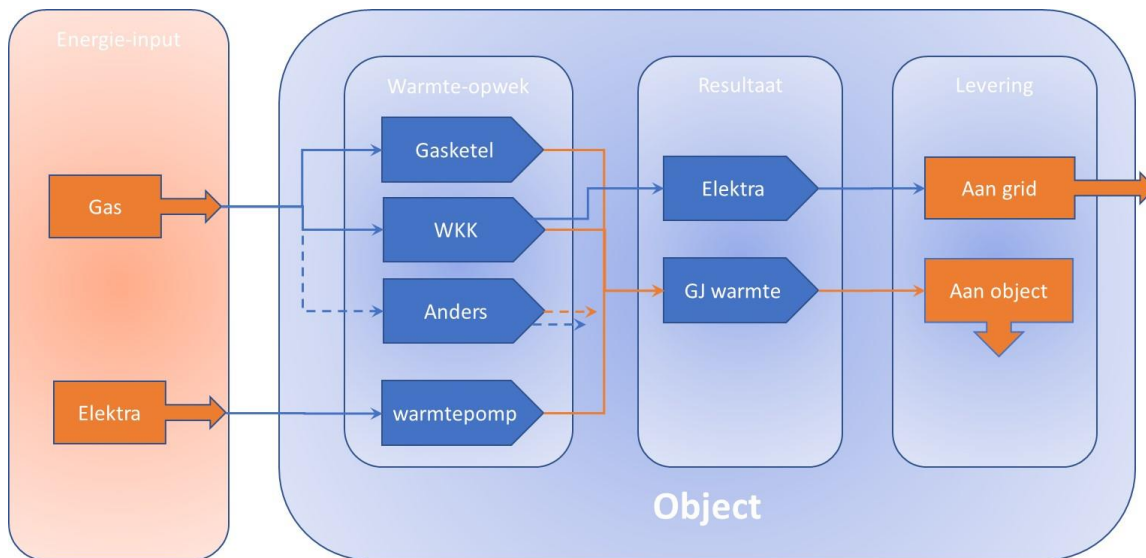 Energie-input
Gas
Elektra
Warmte-opwek
Gasketel
WKK
Anders
warmtepomp
Resultaat
Elektra
GJ warmte
Levering
Aan grid
Aan object
Object